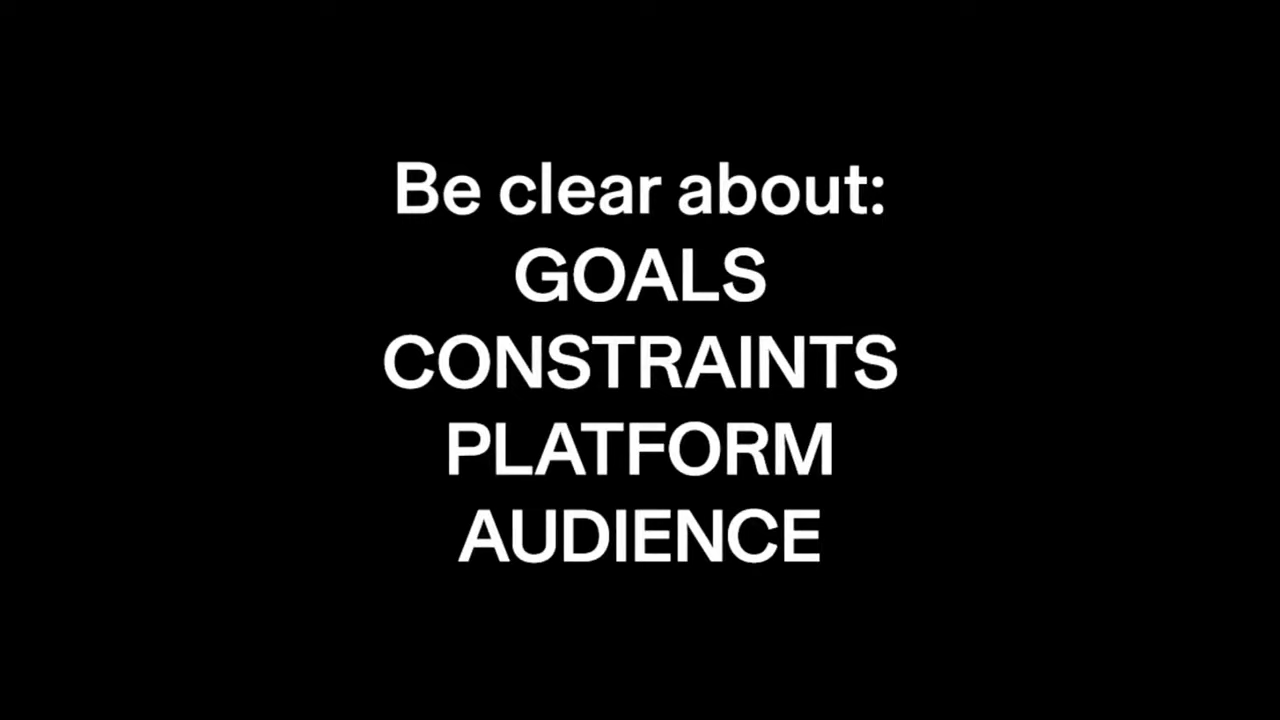 Be clear about:
GOALS
CONSTRAINTS
PLATFORM
AUDIENCE